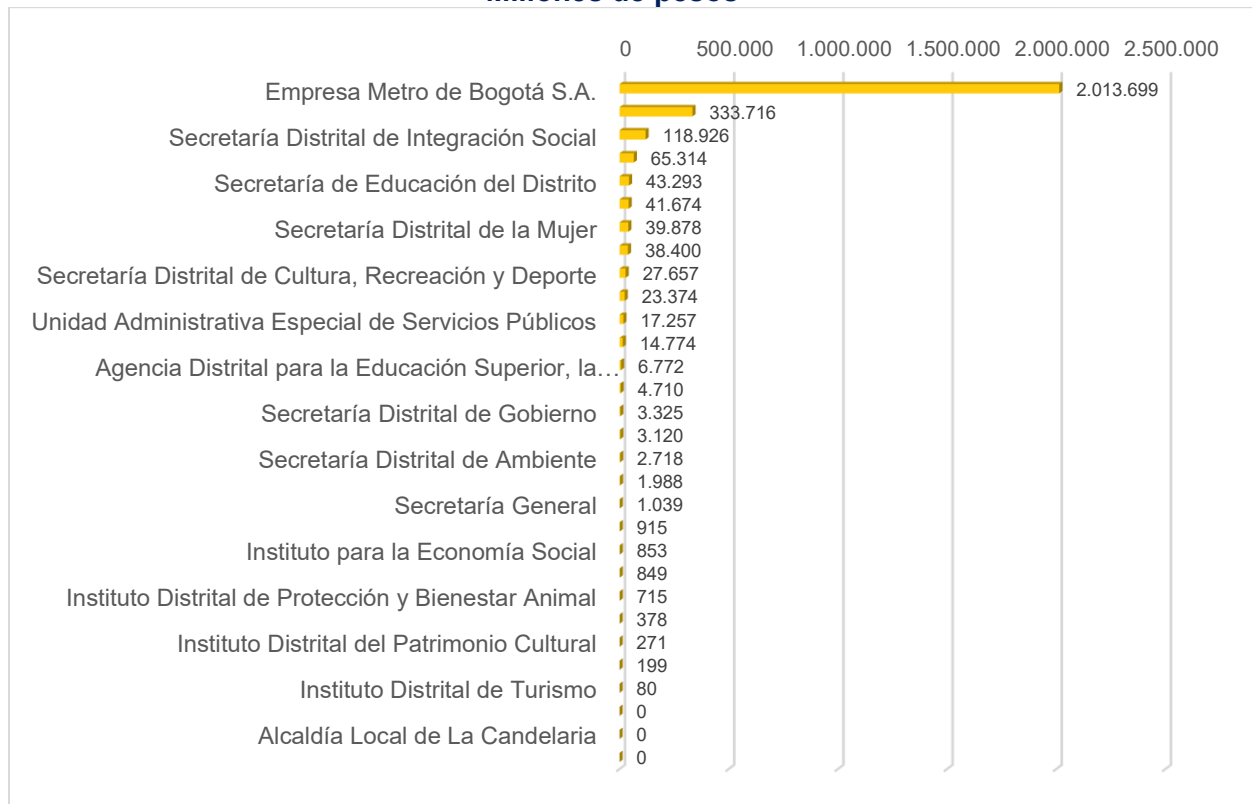 0 500.000 1.000.000 1.500.000 2.000.000 2.500.000
Empresa Metro de Bogotá S.A. 2.013.699
333.716
Secretaría Distrital de Integración Social 118.926
65.314
Secretaría de Educación del Distrito 43.293
41.674
Secretaría Distrital de la Mujer 39.878
38.400
Secretaría Distrital de Cultura, Recreación y Deporte 27.657
23.374
Unidad Administrativa Especial de Servicios Públicos 17.257
14.774
Agencia Distrital para la Educación Superior, la… 6.772
4.710
Secretaría Distrital de Gobierno 3.325
3.120
Secretaría Distrital de Ambiente 2.718
1.988
Secretaría General 1.039
915
Instituto para la Economía Social 853
849
Instituto Distrital de Protección y Bienestar Animal 715
378
Instituto Distrital del Patrimonio Cultural 271
199
Instituto Distrital de Turismo 80
0
Alcaldía Local de La Candelaria 0
0